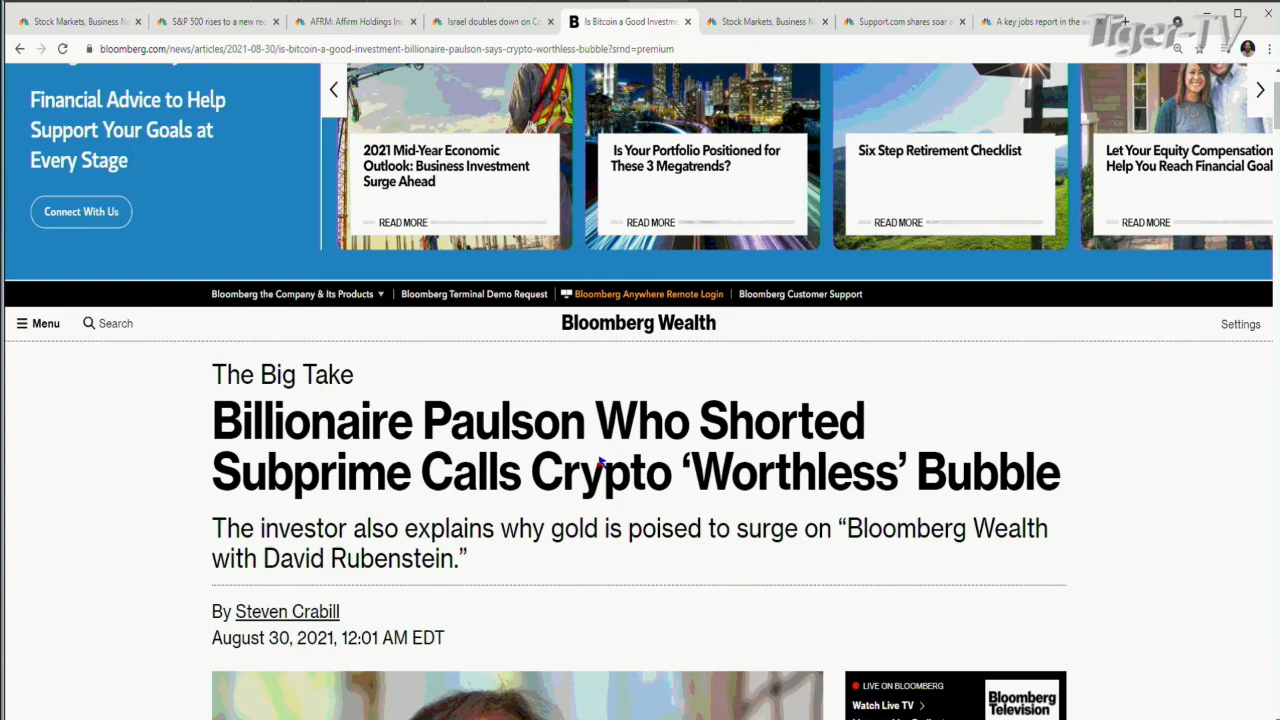 Stock Markets, Business N
S&P 500 rises to a new rec
AFRM: Affirm Holdings Inc
Israel doubles down on Co
B Is Bitcoin a Good Investme
Stock Markets, Business N
Support.com shares soar a
A key jobs report in the w
Tiger-TV
bloomberg.com/news/articles/2021-08-30/is-bitcoin-a-good-investment-billionaire-paulson-says-crypto-worthless-bubble?srnd=premium
Financial Advice to Help
Support Your Goals at
Every Stage
Connect With Us
2021 Mid-Year Economic
Outlook: Business Investment
Surge Ahead
READ MORE
Is Your Portfolio Positioned for
These 3 Megatrends?
READ MORE
Six Step Retirement Checklist
READ MORE
Let Your Equity Compensation
Help You Reach Financial Goal
READ MORE
Bloomberg the Company & Its Products ▼ | Bloomberg Terminal Demo Request | Bloomberg Anywhere Remote Login | Bloomberg Customer Support
Menu Search Bloomberg Wealth Settings
The Big Take
Billionaire Paulson Who Shorted
Subprime Calls Crypto ‘Worthless’ Bubble
The investor also explains why gold is poised to surge on “Bloomberg Wealth
with David Rubenstein.”
By Steven Crabill
August 30, 2021, 12:01 AM EDT
LIVE ON BLOOMBERG
Watch Live TV
Bloomberg
Television